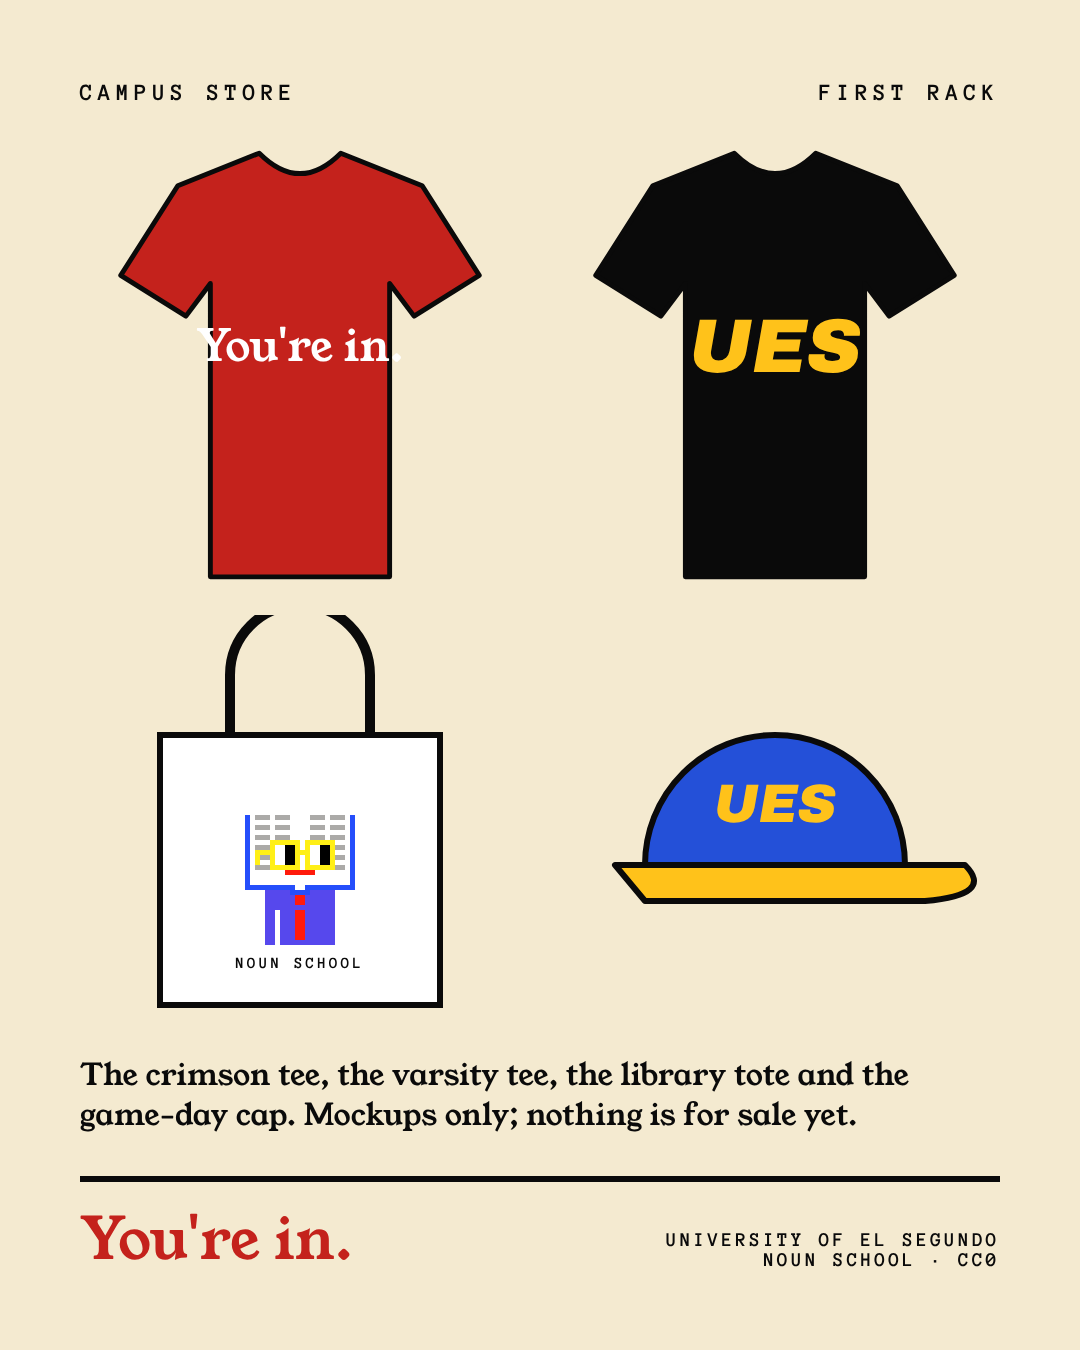 CAMPUS STORE
FIRST RACK
You're in.
UES
UES
NOUN SCHOOL
The crimson tee, the varsity tee, the library tote and the
game-day cap. Mockups only; nothing is for sale yet.
You're in.
UNIVERSITY OF EL SEGUNDO
NOUN SCHOOL · CC0